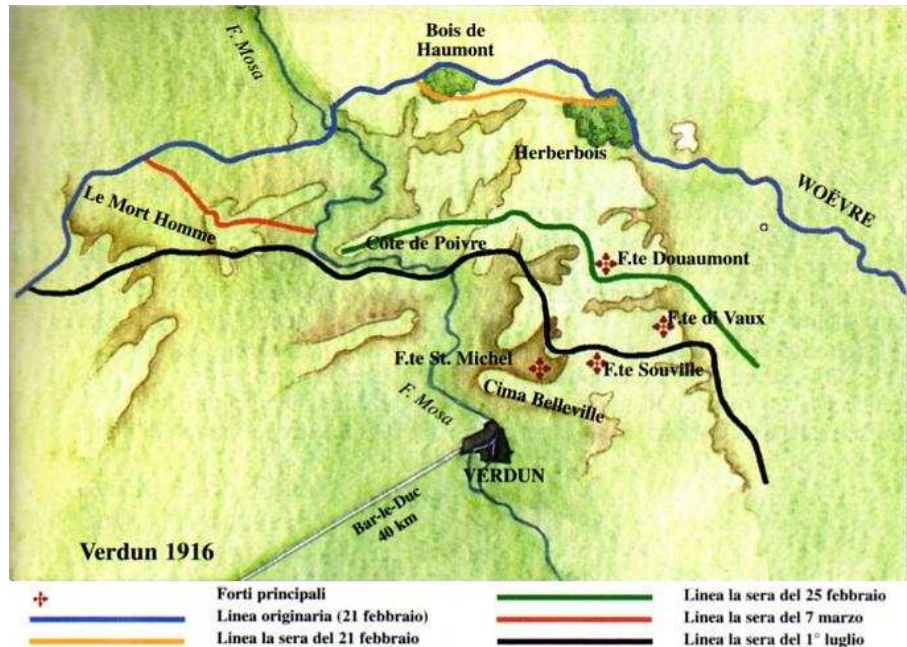 Bois de
Haumont
F. Mosa
Herberbois
WOËVRE
Le Mort Homme
Côte de Poivre
F.te Douaumont
F.te di Vaux
F.te St. Michel
F.te Souville
Cima Belleville
F. Mosa
VERDUN
Bar-le-Duc
40 km
Verdun 1916
Forti principali
Linea originaria (21 febbraio)
Linea la sera del 21 febbraio
Linea la sera del 25 febbraio
Linea la sera del 7 marzo
Linea la sera del 1° luglio